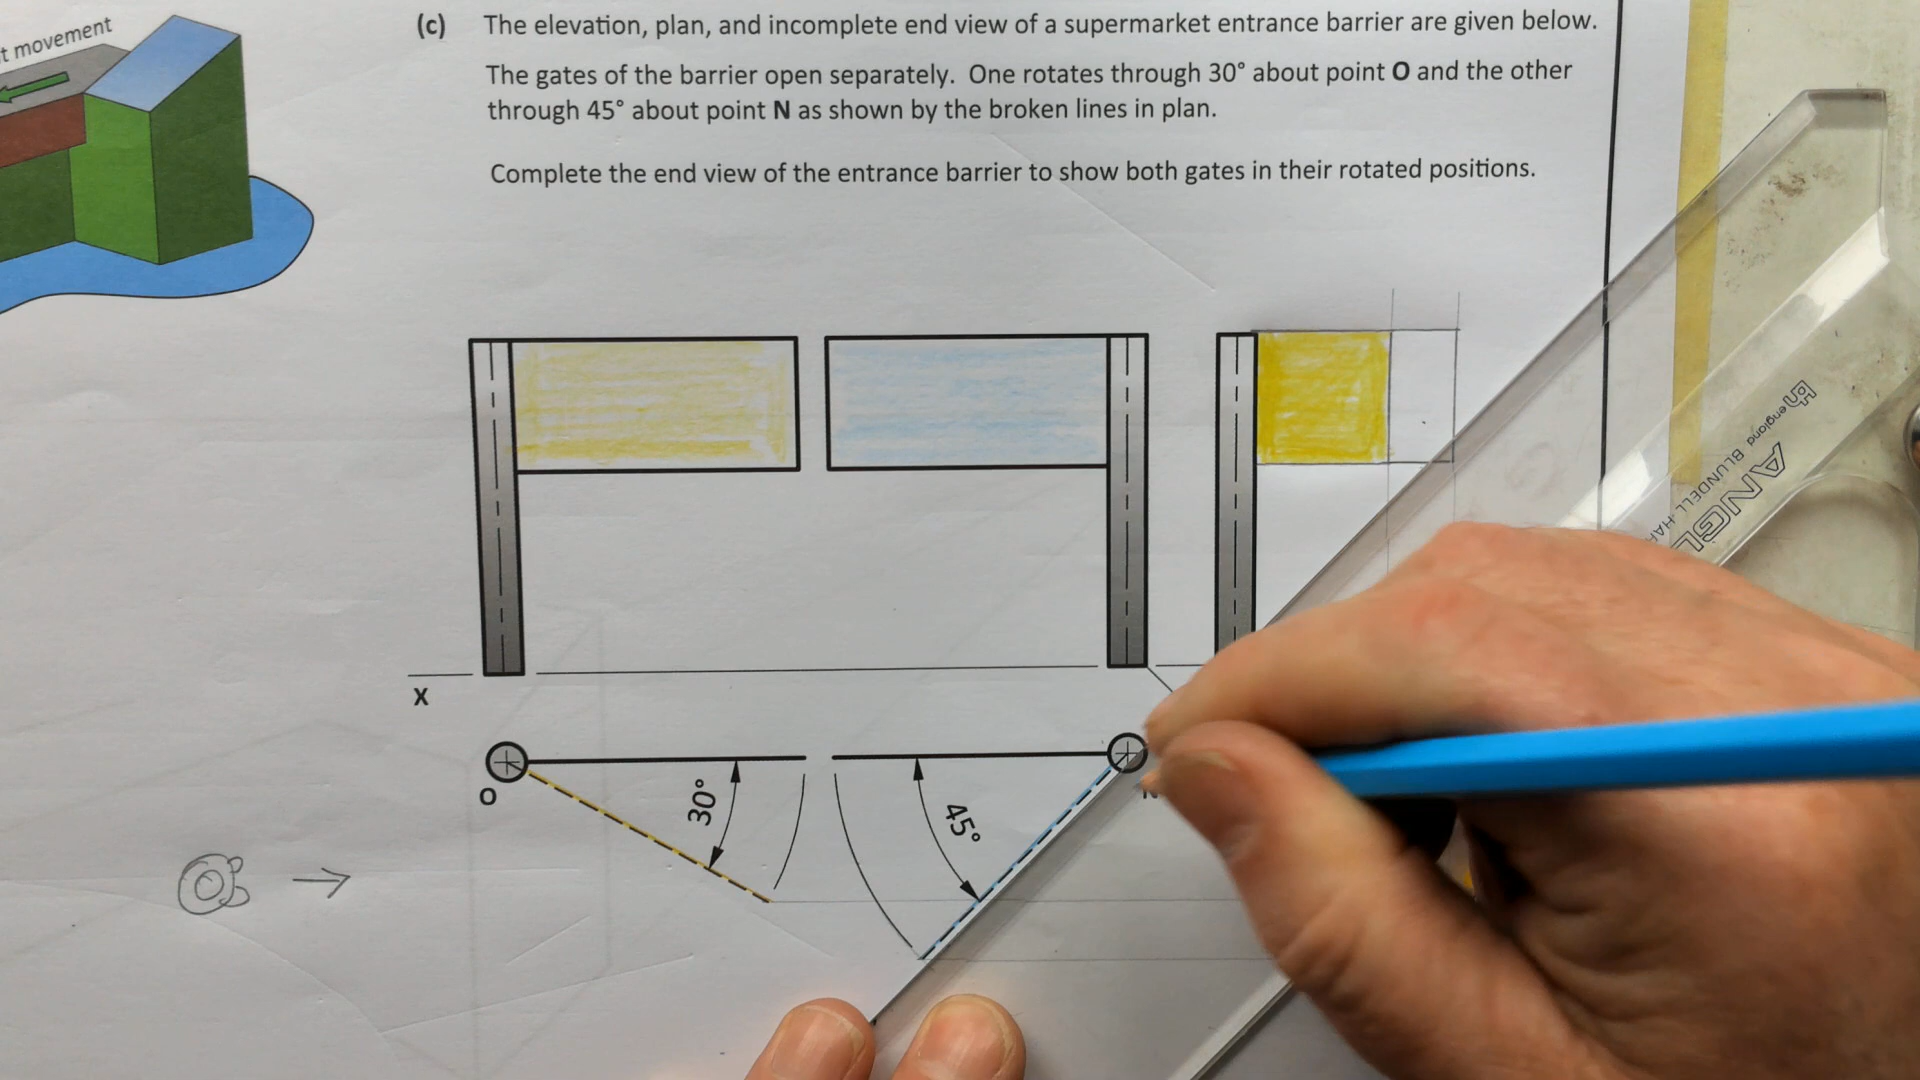 t movement
(c) The elevation, plan, and incomplete end view of a supermarket entrance barrier are given below.
The gates of the barrier open separately. One rotates through 30° about point O and the other
through 45° about point N as shown by the broken lines in plan.
Complete the end view of the entrance barrier to show both gates in their rotated positions.
X
O
30°
45°
england
BLUNDELL HAR
ANGL